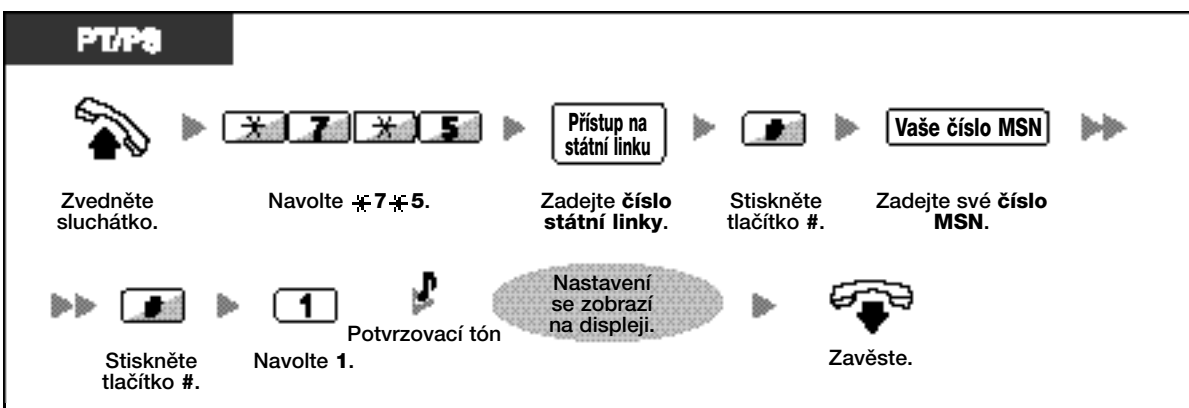 PT/PS
* 7 * 5
Přístup na
státní linku
#
Vaše číslo MSN
Zvedněte
sluchátko.
Navolte *7*5.
Zadejte číslo
státní linky.
Stiskněte
tlačítko #.
Zadejte své číslo
MSN.
#
1
Potvrzovací tón
Nastavení
se zobrazí
na displeji.
Stiskněte
tlačítko #.
Navolte 1.
Zavěste.